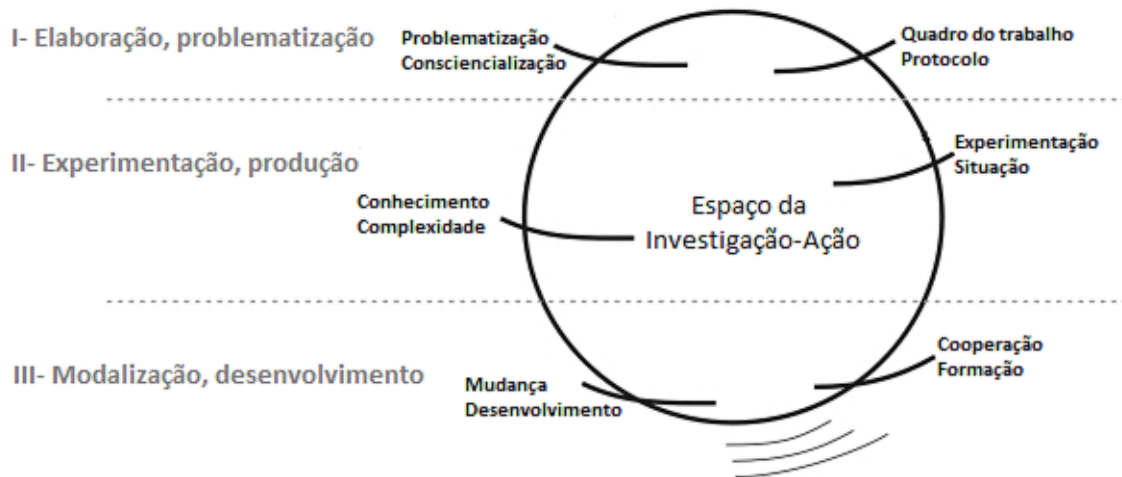 I- Elaboração, problematização
Problematização
Consciencialização
Quadro do trabalho
Protocolo
II- Experimentação, produção
Experimentação
Situação
Conhecimento
Complexidade
Espaço da
Investigação-Ação
III- Modalização, desenvolvimento
Cooperação
Formação
Mudança
Desenvolvimento